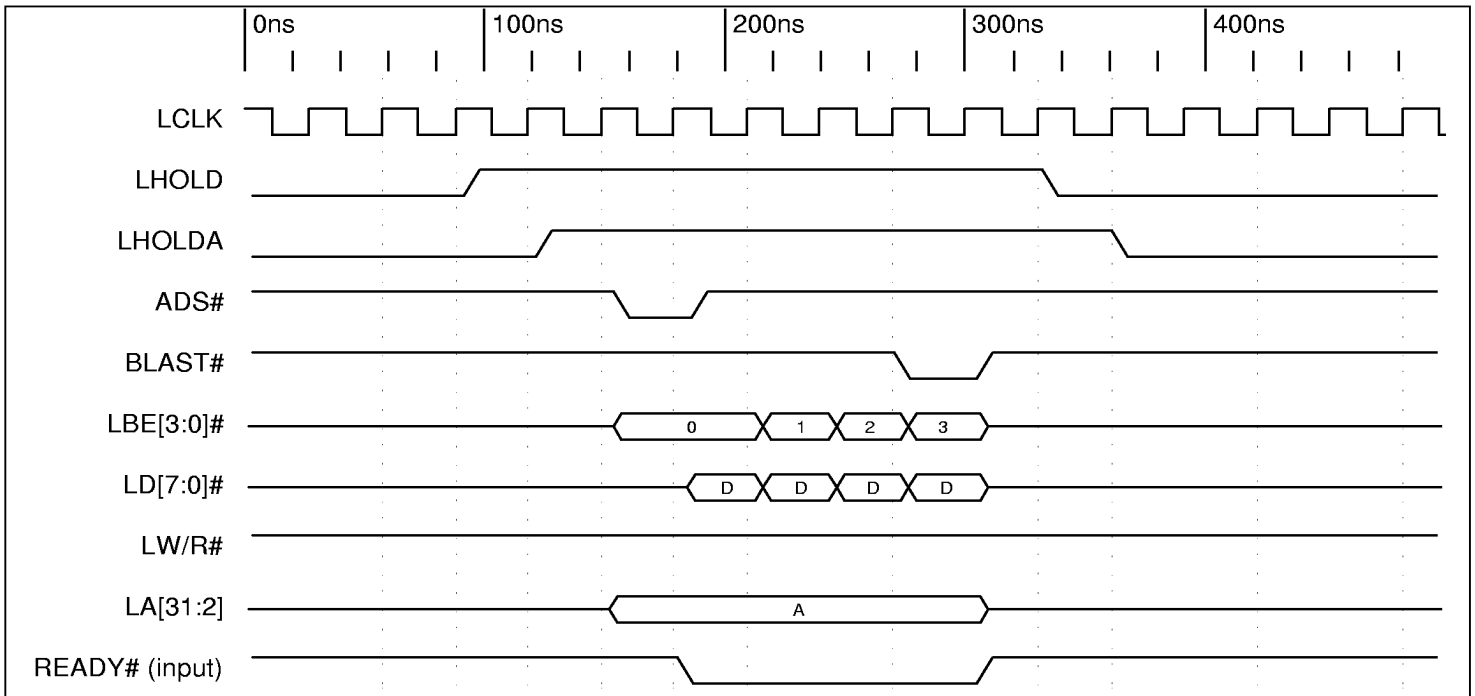 0ns 100ns 200ns 300ns 400ns
LCLK
LHOLD
LHOLDA
ADS#
BLAST#
LBE[3:0]# 0 1 2 3
LD[7:0]# D D D D
LW/R#
LA[31:2] A
READY# (input)